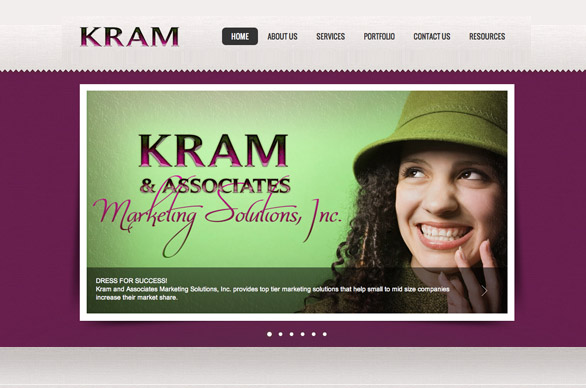 KRAM
HOME
ABOUT US
SERVICES
PORTFOLIO
CONTACT US
RESOURCES
KRAM
& ASSOCIATES
Marketing Solutions, Inc.
DRESS FOR SUCCESS!
Kram and Associates Marketing Solutions, Inc. provides top tier marketing solutions that help small to mid size companies
increase their market share.